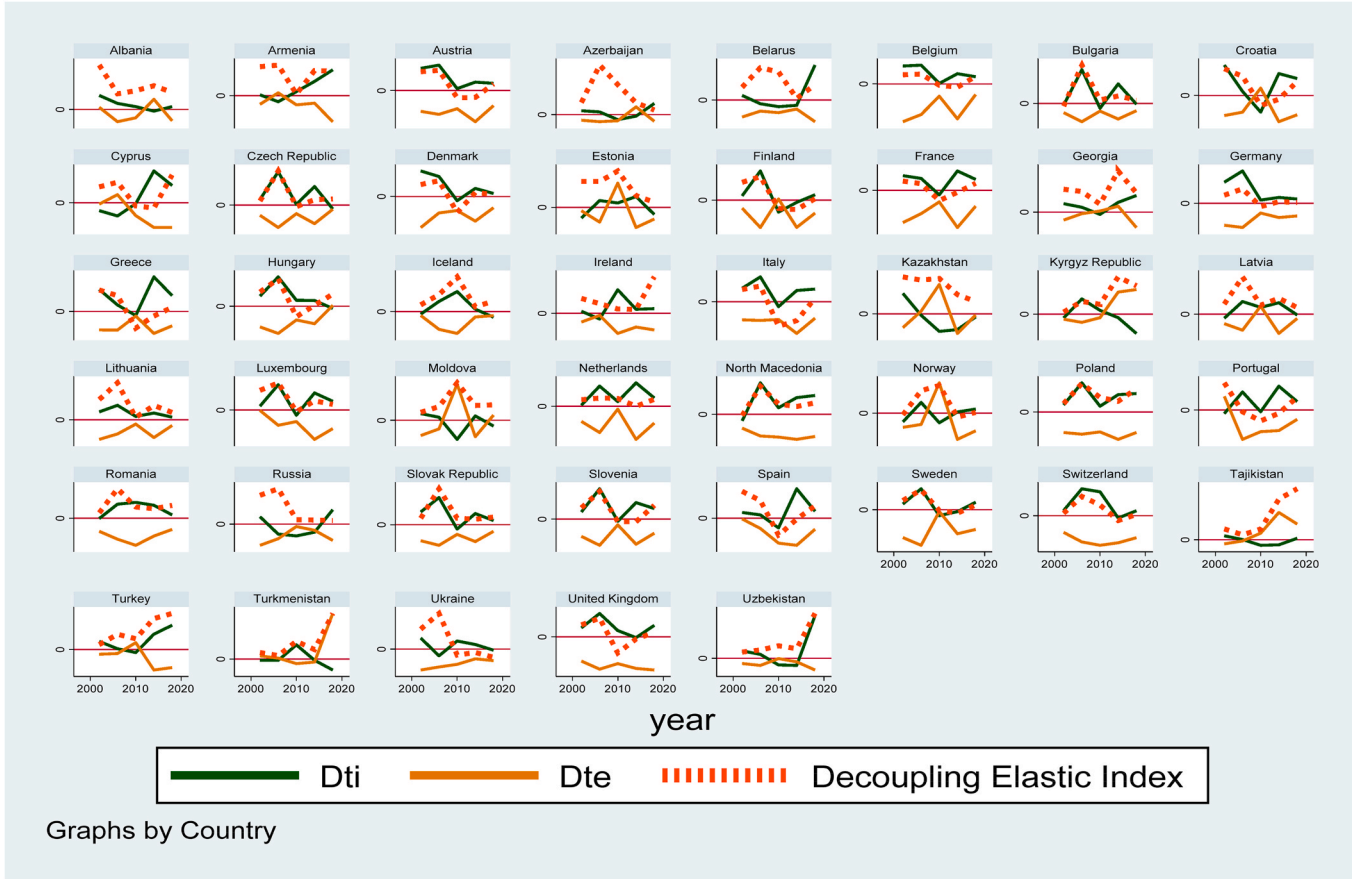 Albania Armenia Austria Azerbaijan Belarus Belgium Bulgaria Croatia
0 0 0 0 0 0 0 0
Cyprus Czech Republic Denmark Estonia Finland France Georgia Germany
0 0 0 0 0 0 0 0
Greece Hungary Iceland Ireland Italy Kazakhstan Kyrgyz Republic Latvia
0 0 0 0 0 0 0 0
Lithuania Luxembourg Moldova Netherlands North Macedonia Norway Poland Portugal
0 0 0 0 0 0 0 0
Romania Russia Slovak Republic Slovenia Spain Sweden Switzerland Tajikistan
0 0 0 0 0 0 0 0
2000 2010 2020 2000 2010 2020 2000 2010 2020
Turkey Turkmenistan Ukraine United Kingdom Uzbekistan
0 0 0 0 0
2000 2010 2020 2000 2010 2020 2000 2010 2020 2000 2010 2020 2000 2010 2020
year
Dti Dte Decoupling Elastic Index
Graphs by Country